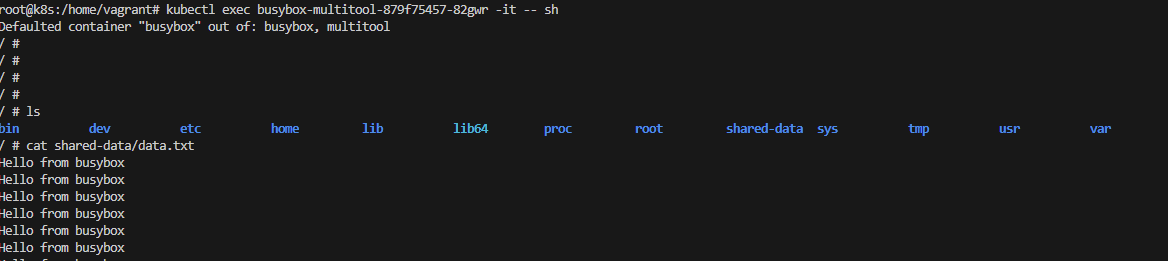 root@k8s:/home/vagrant# kubectl exec busybox-multitool-879f75457-82gwr -it -- sh
Defaulted container "busybox" out of: busybox, multitool
/ #
/ #
/ #
/ #
/ # ls
bin dev etc home lib lib64 proc root shared-data sys tmp usr var
/ # cat shared-data/data.txt
Hello from busybox
Hello from busybox
Hello from busybox
Hello from busybox
Hello from busybox
Hello from busybox